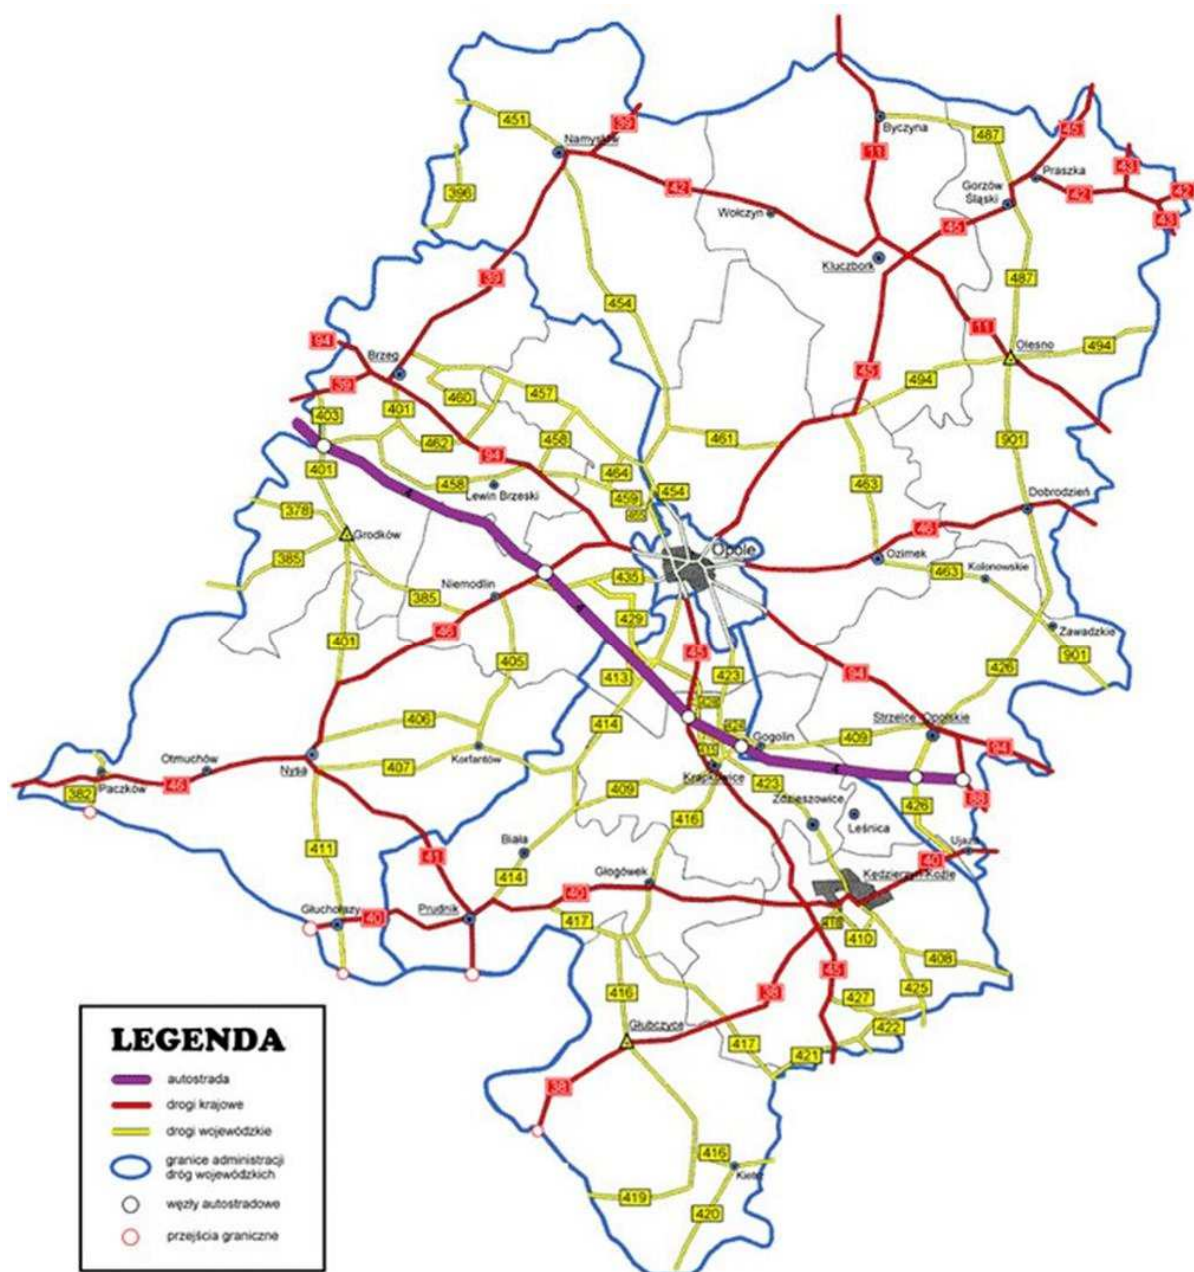 451
39
Namysłów
396
42
Wołczyn
11
Byczyna
487
45
43
Praszka
Gorzów
Śląski
42
42
43
45
Kluczbork
39
454
487
11
94
Brzeg
39
Olesno
494
494
45
403
401
460
457
462
458
461
901
401
94
464
463
458
Lewin Brzeski
459
454
Dobrodzień
378
Grodków
46
Opole
Ozimek
385
Niemodlin
435
463
Kolonowskie
385
429
Zawadzkie
46
401
405
45
901
413
423
94
426
406
414
Strzelce Opolskie
Otmuchów
Nysa
407
Korfantów
Gogolin
409
94
Paczków
46
382
Krapkowice
423
409
Zdzieszowice
426
88
416
Leśnica
Ujazd
411
41
Biała
Głogówek
40
Kędzierzyn-Koźle
414
40
Głuchołazy
40
Prudnik
417
410
408
45
416
38
427
425
Głubczyce
417
422
421
38
416
419
420
LEGENDA
autostrada
drogi krajowe
drogi wojewódzkie
granice administracji
dróg wojewódzkich
węzły autostradowe
przejścia graniczne